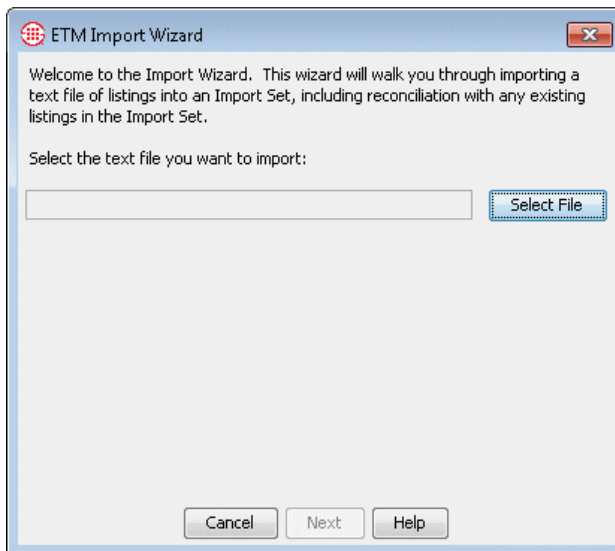 ETM Import Wizard
Welcome to the Import Wizard. This wizard will walk you through importing a
text file of listings into an Import Set, including reconciliation with any existing
listings in the Import Set.
Select the text file you want to import:
Select File
Cancel Next Help